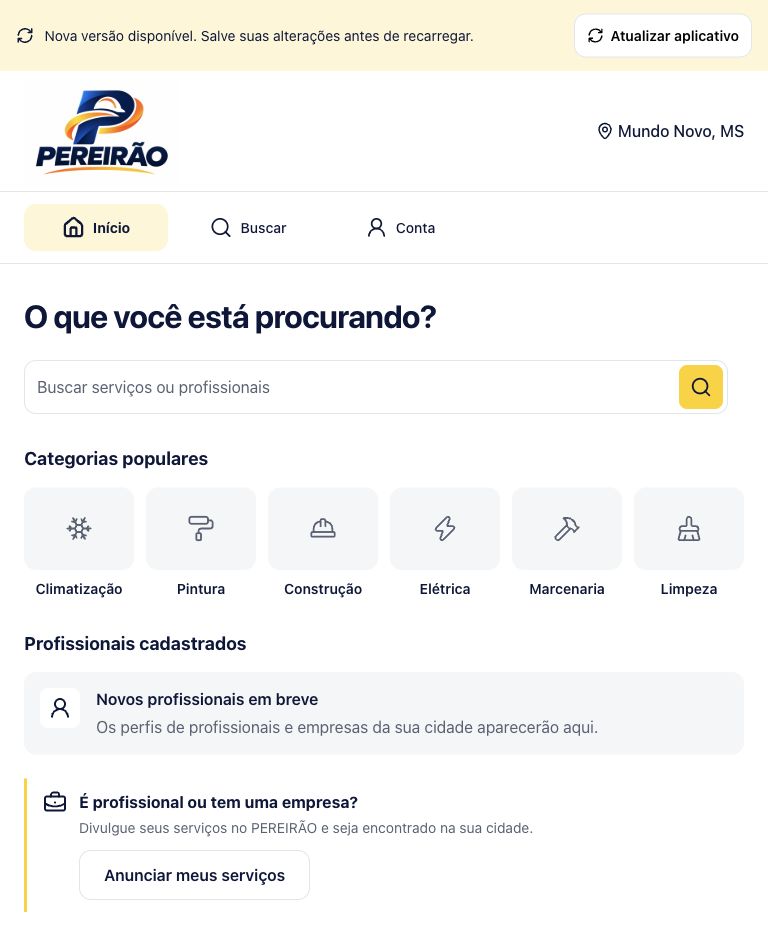 Nova versão disponível. Salve suas alterações antes de recarregar.
Atualizar aplicativo
PEREIRÃO
Mundo Novo, MS
Início
Buscar
Conta
O que você está procurando?
Buscar serviços ou profissionais
Categorias populares
Climatização
Pintura
Construção
Elétrica
Marcenaria
Limpeza
Profissionais cadastrados
Novos profissionais em breve
Os perfis de profissionais e empresas da sua cidade aparecerão aqui.
É profissional ou tem uma empresa?
Divulgue seus serviços no PEREIRÃO e seja encontrado na sua cidade.
Anunciar meus serviços